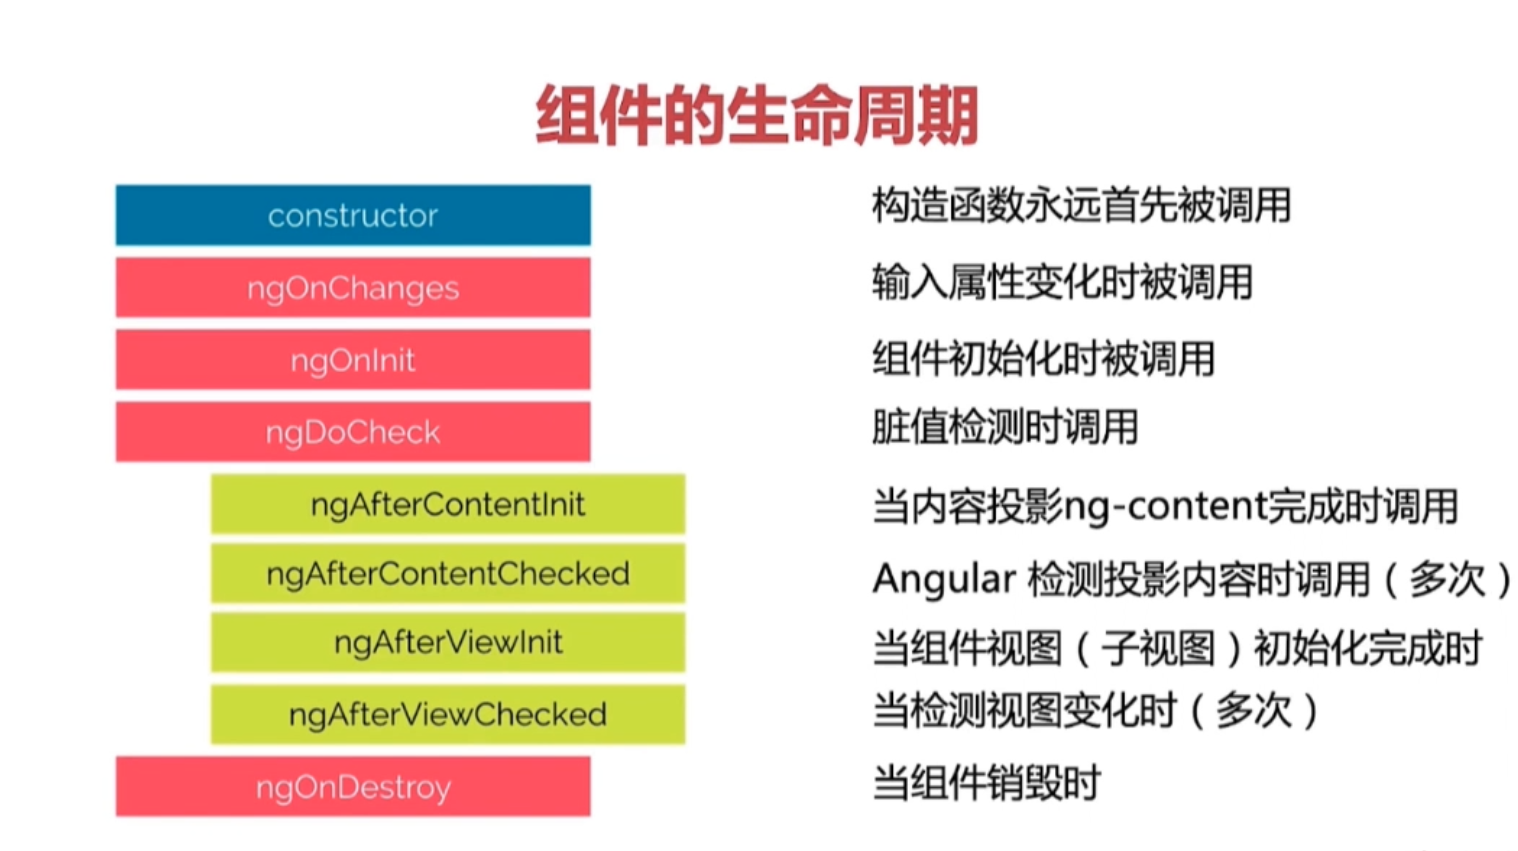 组件的生命周期
constructor
构造函数永远首先被调用
ngOnChanges
输入属性变化时被调用
ngOnInit
组件初始化时被调用
ngDoCheck
脏值检测时调用
ngAfterContentInit
当内容投影ng-content完成时调用
ngAfterContentChecked
Angular 检测投影内容时调用（多次）
ngAfterViewInit
当组件视图（子视图）初始化完成时
ngAfterViewChecked
当检测视图变化时（多次）
ngOnDestroy
当组件销毁时